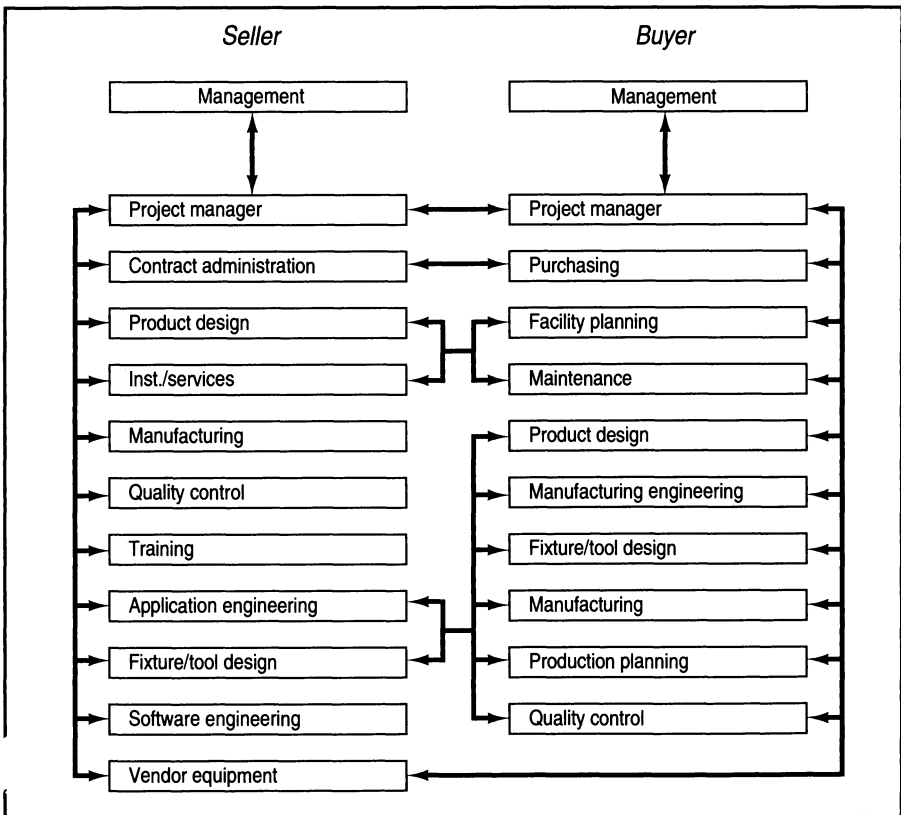 Seller
Buyer
Management
Management
Project manager
Project manager
Contract administration
Purchasing
Product design
Facility planning
Inst./services
Maintenance
Manufacturing
Product design
Quality control
Manufacturing engineering
Training
Fixture/tool design
Application engineering
Manufacturing
Fixture/tool design
Production planning
Software engineering
Quality control
Vendor equipment